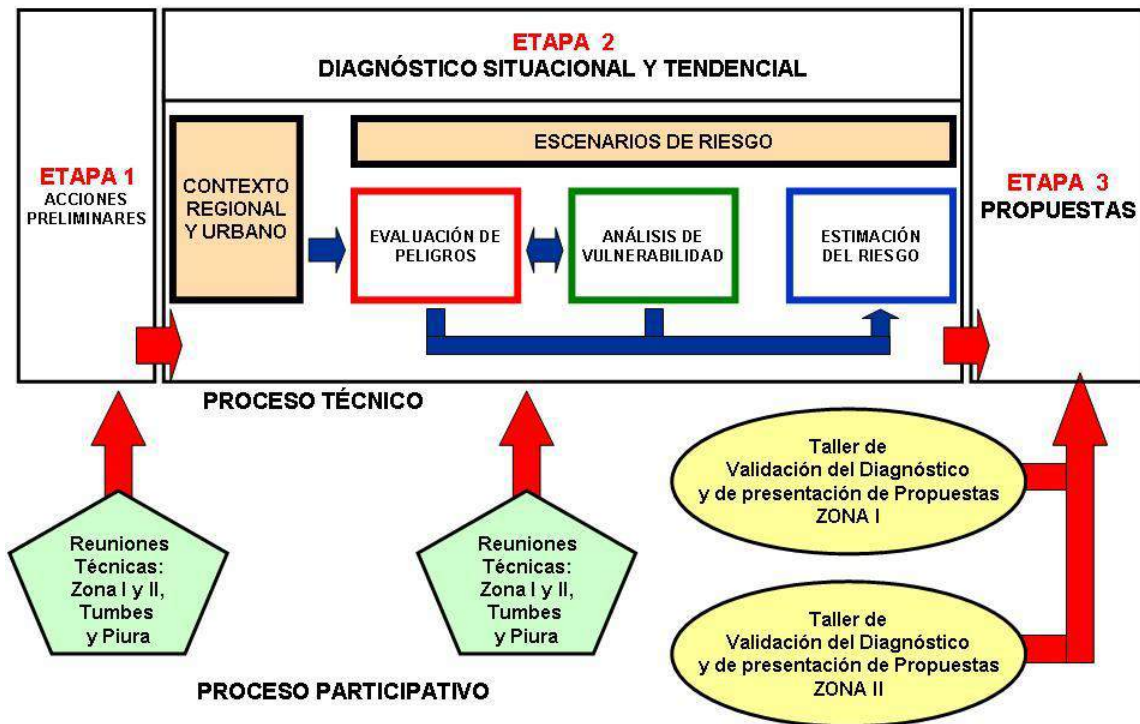 ETAPA 1
ACCIONES
PRELIMINARES
ETAPA 2
DIAGNÓSTICO SITUACIONAL Y TENDENCIAL
CONTEXTO
REGIONAL
Y URBANO
ESCENARIOS DE RIESGO
EVALUACIÓN DE
PELIGROS
ANÁLISIS DE
VULNERABILIDAD
ESTIMACIÓN
DEL RIESGO
ETAPA 3
PROPUESTAS
PROCESO TÉCNICO
Reuniones
Técnicas:
Zona I y II,
Tumbes
y Piura
Reuniones
Técnicas:
Zona I y II,
Tumbes
y Piura
Taller de
Validación del Diagnóstico
y de presentación de Propuestas
ZONA I
Taller de
Validación del Diagnóstico
y de presentación de Propuestas
ZONA II
PROCESO PARTICIPATIVO